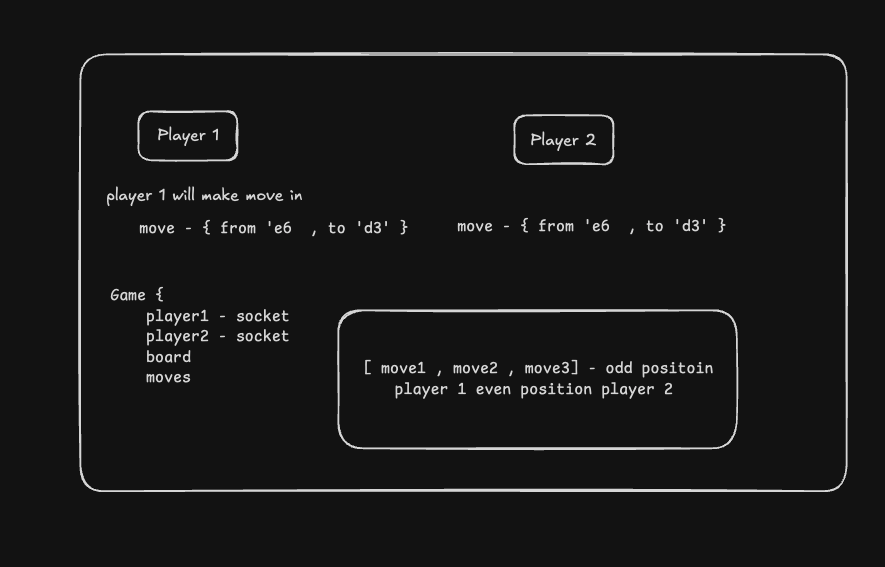 Player 1
Player 2
player 1 will make move in
move - { from 'e6  , to 'd3' }
move - { from 'e6  , to 'd3' }
Game {
player1 - socket
player2 - socket
board
moves
[ move1 , move2 , move3] - odd positoin
player 1 even position player 2